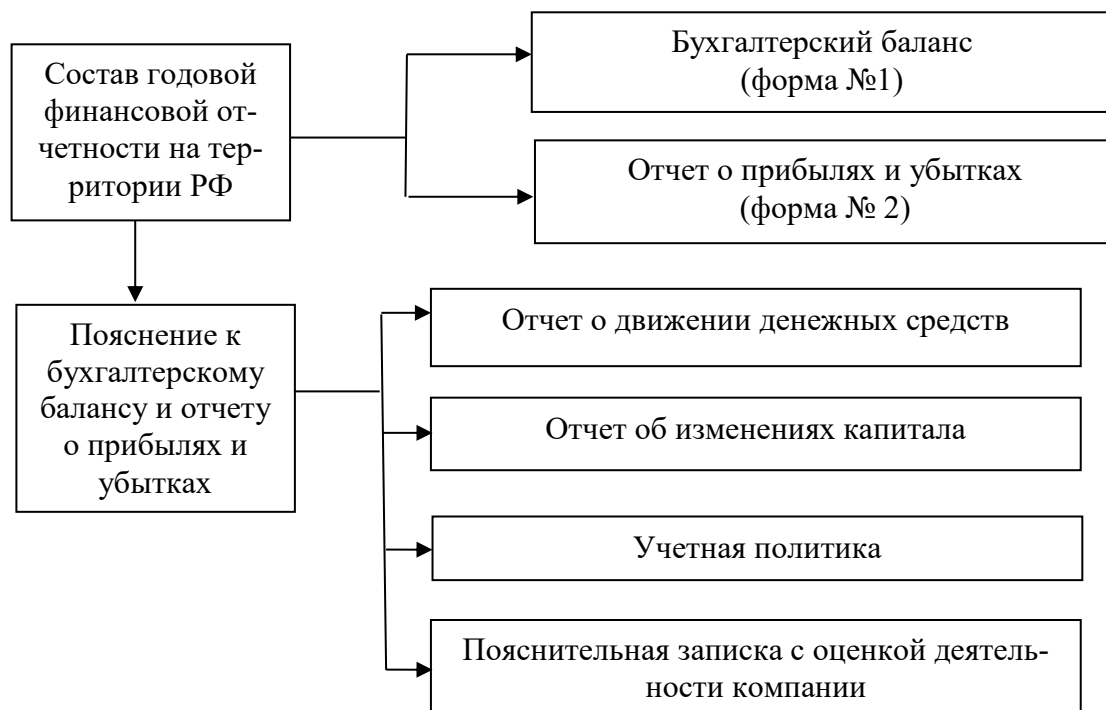 Состав годовой
финансовой от-
четности на тер-
ритории РФ
Бухгалтерский баланс
(форма №1)
Отчет о прибылях и убытках
(форма № 2)
Пояснение к
бухгалтерскому
балансу и отчету
о прибылях и
убытках
Отчет о движении денежных средств
Отчет об изменениях капитала
Учетная политика
Пояснительная записка с оценкой деятель-
ности компании